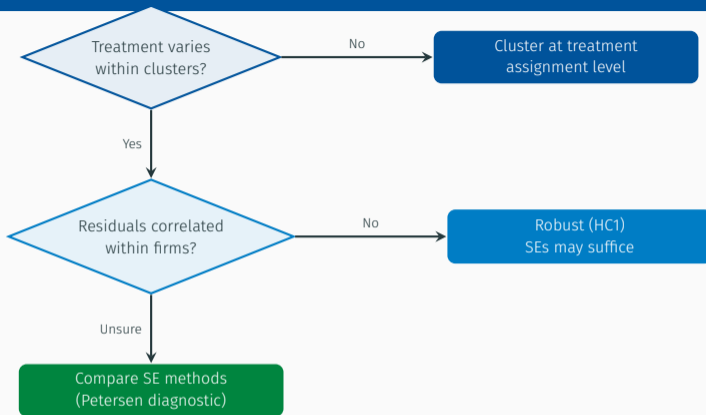 Treatment varies
within clusters?
No
Cluster at treatment
assignment level
Yes
Residuals correlated
within firms?
No
Robust (HC1)
SEs may suffice
Unsure
Compare SE methods
(Petersen diagnostic)